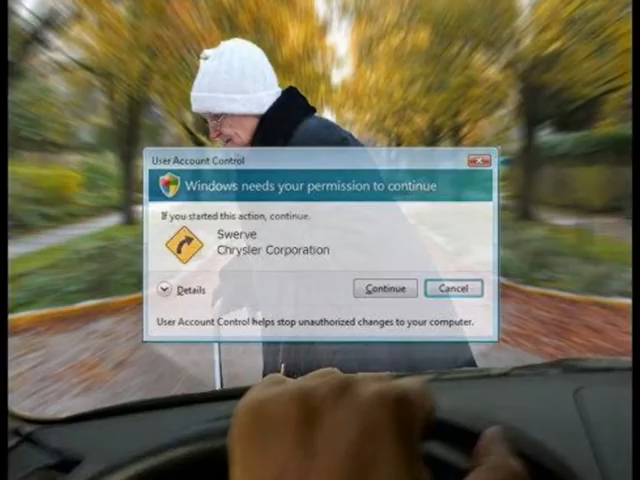 User Account Control
Windows needs your permission to continue
If you started this action, continue.
Swerve
Chrysler Corporation
Details
Continue
Cancel
User Account Control helps stop unauthorized changes to your computer.